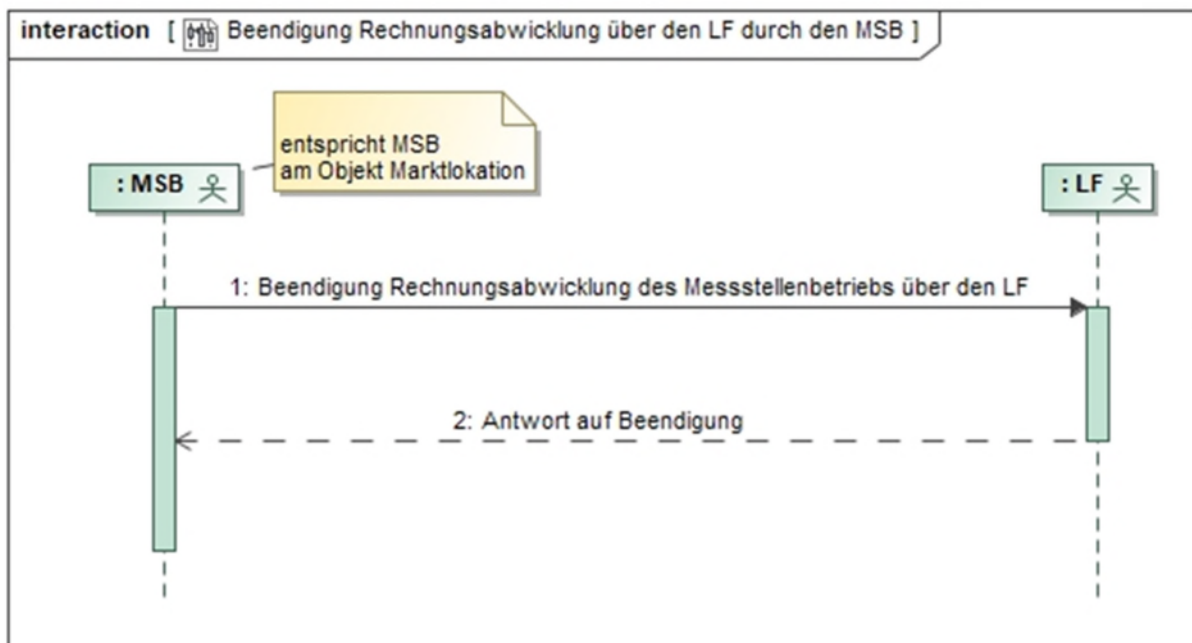 interaction [ Beendigung Rechnungsabwicklung über den LF durch den MSB ]
entspricht MSB
am Objekt Marktlokation
: MSB
: LF
1: Beendigung Rechnungsabwicklung des Messstellenbetriebs über den LF
2: Antwort auf Beendigung